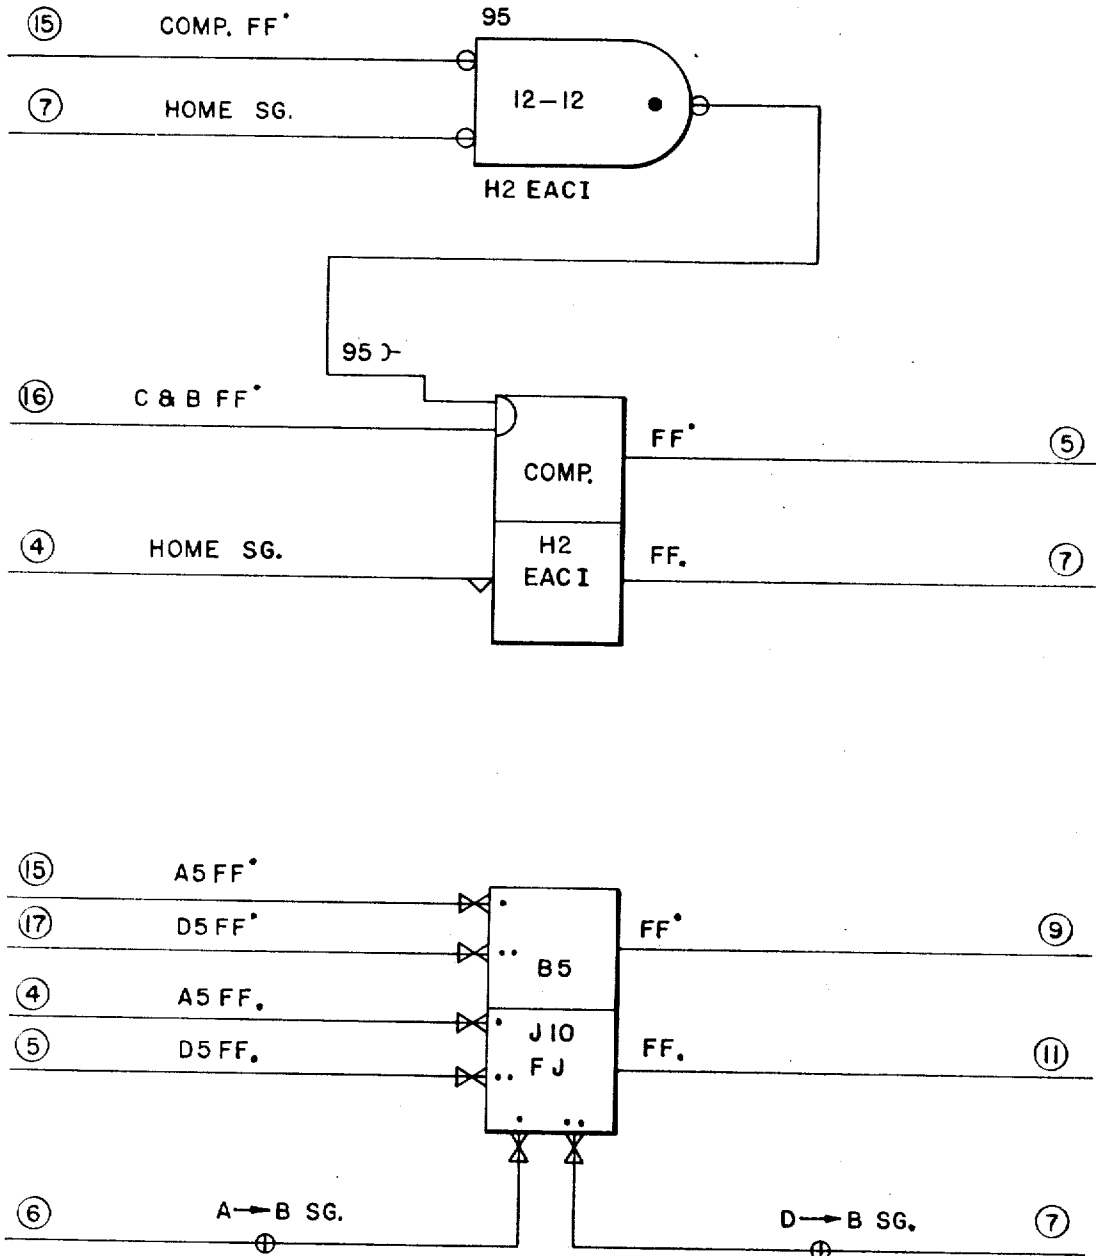 15 COMP. FF• 95
7 HOME SG. 12-12
H2 EACI
95
16 C & B FF•
FF• 5
COMP.
4 HOME SG. H2 FF. 7
EACI
15 A5 FF•
17 D5 FF• FF• 9
B5
4 A5 FF.
J10
5 D5 FF. FF. 11
FJ
6 A→B SG. D→B SG. 7